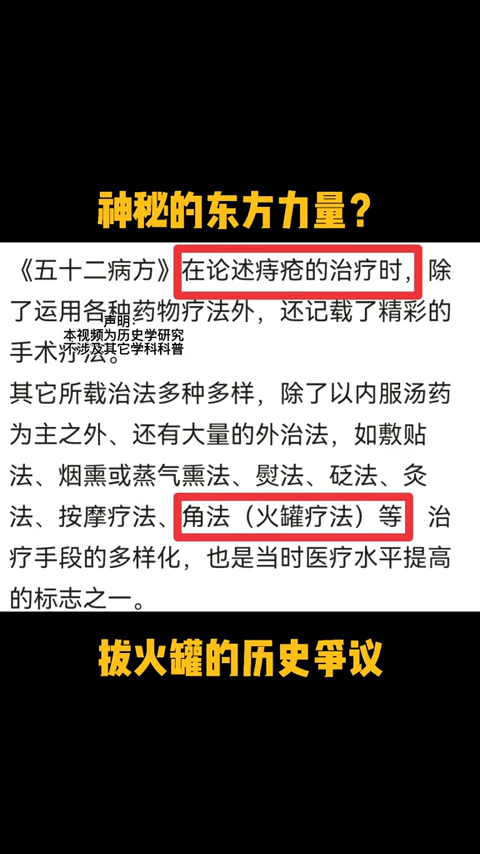 神秘的东方力量？
《五十二病方》在论述痔疮的治疗时，除
了运用各种药物疗法外，还记载了精彩的
手术疗法。
声明：
本视频为历史学研究
不涉及其它学科科普
其它所载治法多种多样，除了以内服汤药
为主之外、还有大量的外治法，如敷贴
法、烟熏或蒸气熏法、熨法、砭法、灸
法、按摩疗法、角法（火罐疗法）等 治
疗手段的多样化，也是当时医疗水平提高
的标志之一。
拔火罐的历史争议